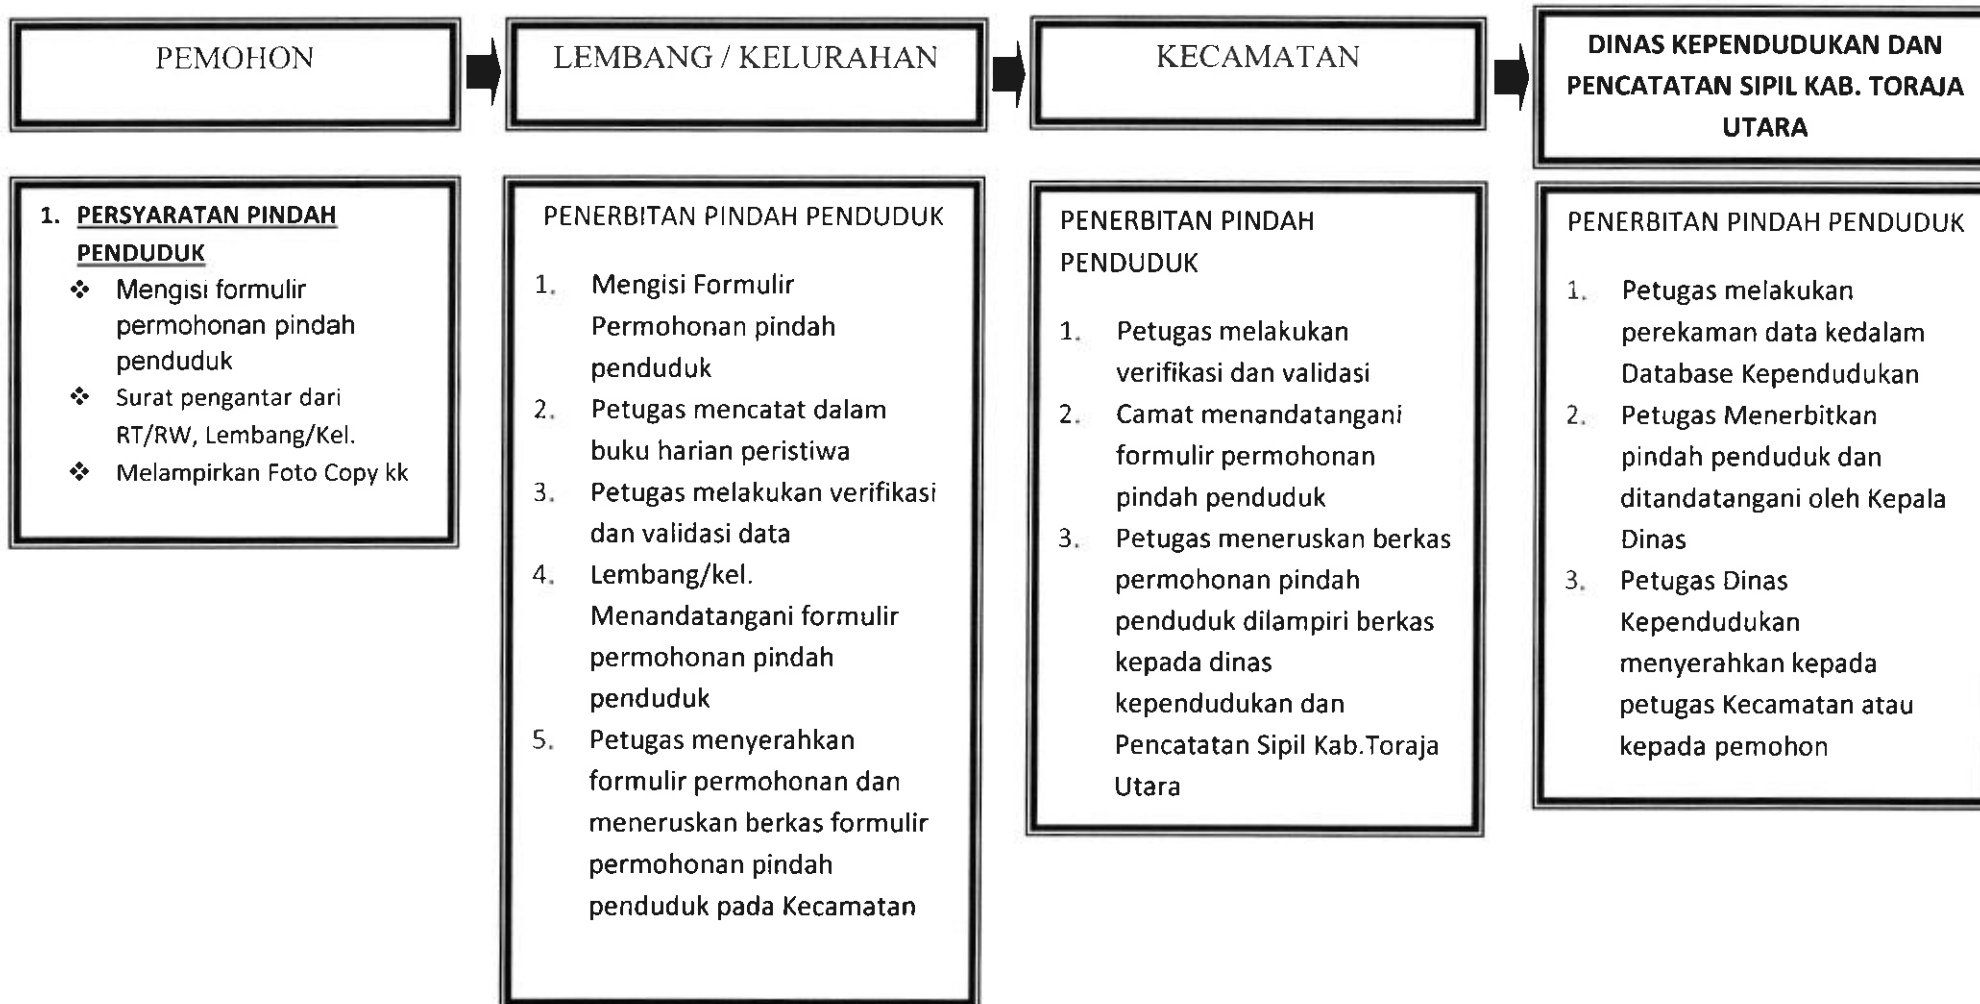 PEMOHON
LEMBANG / KELURAHAN
KECAMATAN
DINAS KEPENDUDUKAN DAN
PENCATATAN SIPIL KAB. TORAJA
UTARA
1. PERSYARATAN PINDAH
PENDUDUK
❖ Mengisi formulir
permohonan pindah
penduduk
❖ Surat pengantar dari
RT/RW, Lembang/Kel.
❖ Melampirkan Foto Copy kk
PENERBITAN PINDAH PENDUDUK
1. Mengisi Formulir
Permohonan pindah
penduduk
2. Petugas mencatat dalam
buku harian peristiwa
3. Petugas melakukan verifikasi
dan validasi data
4. Lembang/kel.
Menandatangani formulir
permohonan pindah
penduduk
5. Petugas menyerahkan
formulir permohonan dan
meneruskan berkas formulir
permohonan pindah
penduduk pada Kecamatan
PENERBITAN PINDAH
PENDUDUK
1. Petugas melakukan
verifikasi dan validasi
2. Camat menandatangani
formulir permohonan
pindah penduduk
3. Petugas meneruskan berkas
permohonan pindah
penduduk dilampiri berkas
kepada dinas
kependudukan dan
Pencatatan Sipil Kab.Toraja
Utara
PENERBITAN PINDAH PENDUDUK
1. Petugas melakukan
perekaman data kedalam
Database Kependudukan
2. Petugas Menerbitkan
pindah penduduk dan
ditandatangani oleh Kepala
Dinas
3. Petugas Dinas
Kependudukan
menyerahkan kepada
petugas Kecamatan atau
kepada pemohon